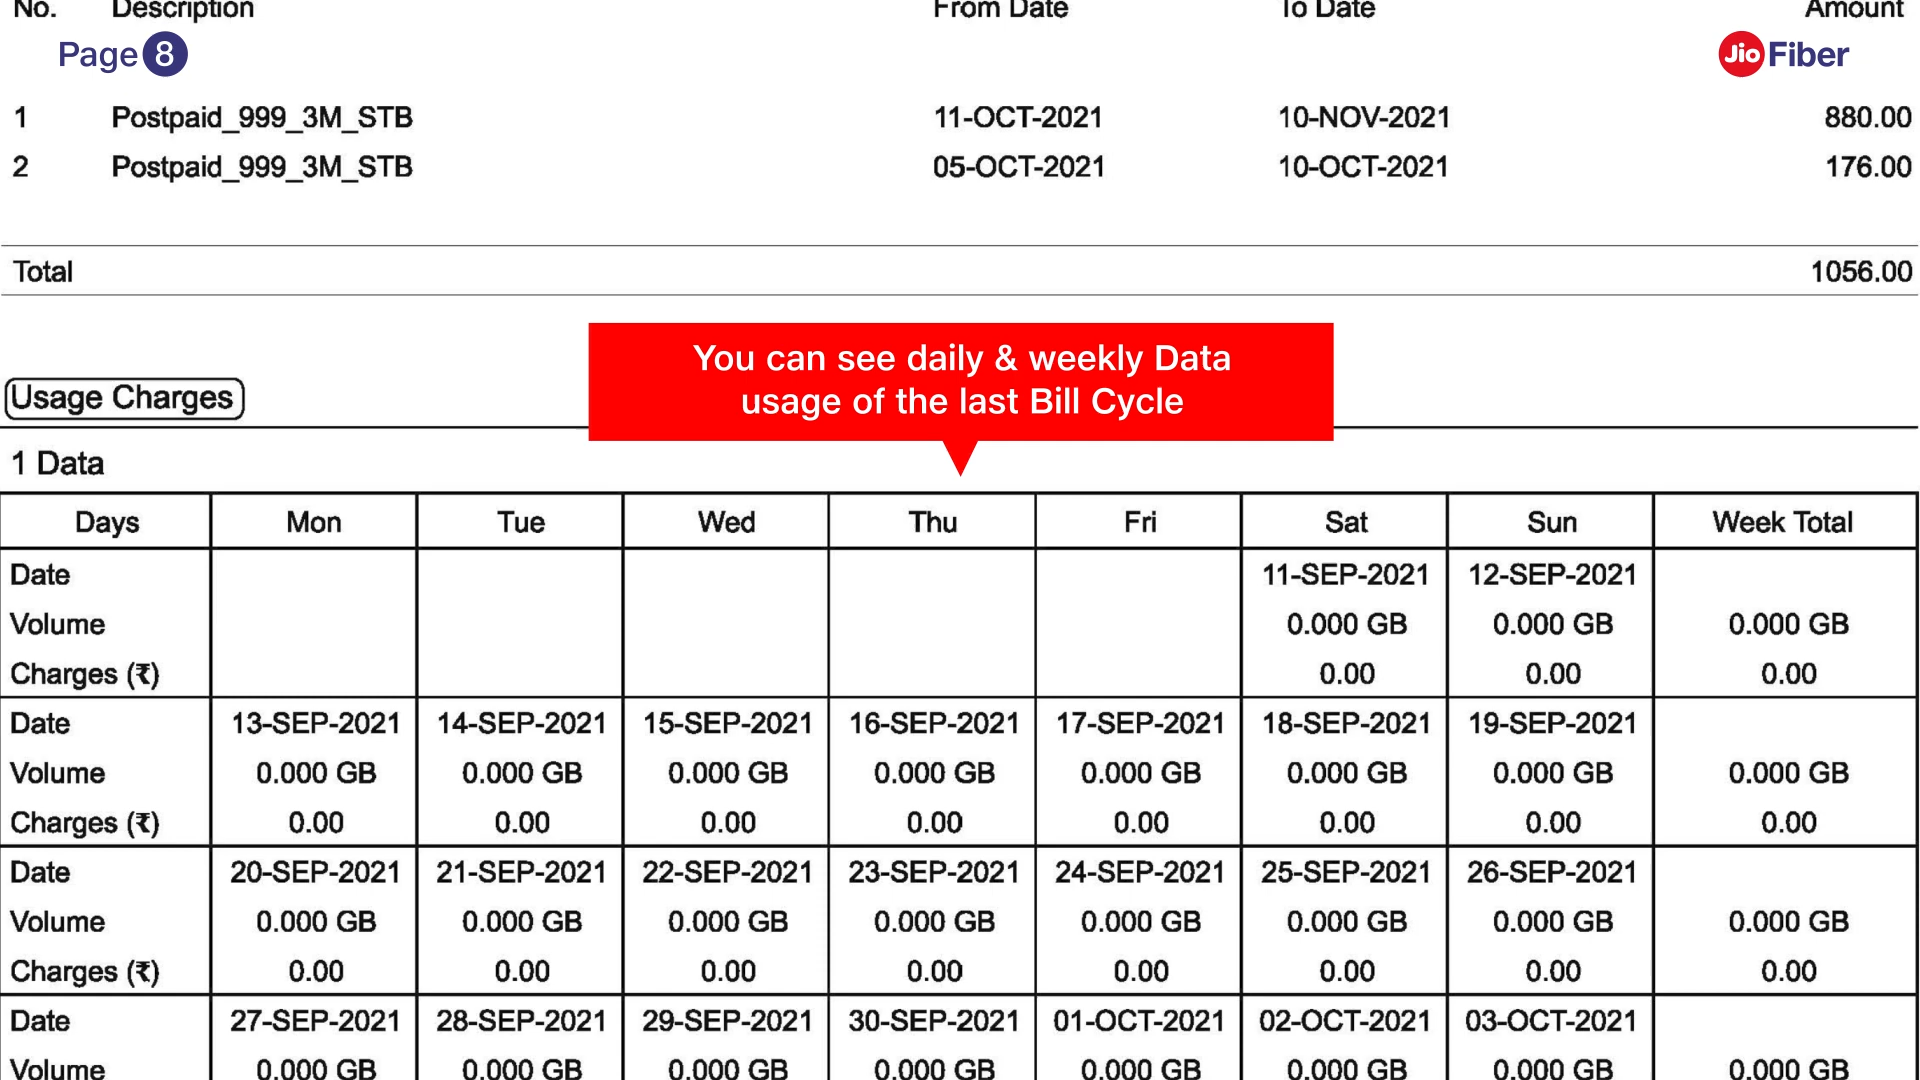 No. Description From Date To Date Amount
Page 8 Jio Fiber
1 Postpaid_999_3M_STB 11-OCT-2021 10-NOV-2021 880.00
2 Postpaid_999_3M_STB 05-OCT-2021 10-OCT-2021 176.00
Total 1056.00
You can see daily & weekly Data
usage of the last Bill Cycle
Usage Charges
1 Data
Days Mon Tue Wed Thu Fri Sat Sun Week Total
Date 11-SEP-2021 12-SEP-2021
Volume 0.000 GB 0.000 GB 0.000 GB
Charges (₹) 0.00 0.00 0.00
Date 13-SEP-2021 14-SEP-2021 15-SEP-2021 16-SEP-2021 17-SEP-2021 18-SEP-2021 19-SEP-2021
Volume 0.000 GB 0.000 GB 0.000 GB 0.000 GB 0.000 GB 0.000 GB 0.000 GB 0.000 GB
Charges (₹) 0.00 0.00 0.00 0.00 0.00 0.00 0.00 0.00
Date 20-SEP-2021 21-SEP-2021 22-SEP-2021 23-SEP-2021 24-SEP-2021 25-SEP-2021 26-SEP-2021
Volume 0.000 GB 0.000 GB 0.000 GB 0.000 GB 0.000 GB 0.000 GB 0.000 GB 0.000 GB
Charges (₹) 0.00 0.00 0.00 0.00 0.00 0.00 0.00 0.00
Date 27-SEP-2021 28-SEP-2021 29-SEP-2021 30-SEP-2021 01-OCT-2021 02-OCT-2021 03-OCT-2021
Volume 0.000 GB 0.000 GB 0.000 GB 0.000 GB 0.000 GB 0.000 GB 0.000 GB 0.000 GB